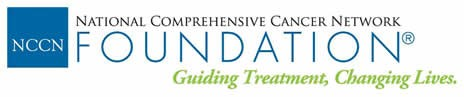 NCCN
NATIONAL COMPREHENSIVE CANCER NETWORK
FOUNDATION®
Guiding Treatment, Changing Lives.